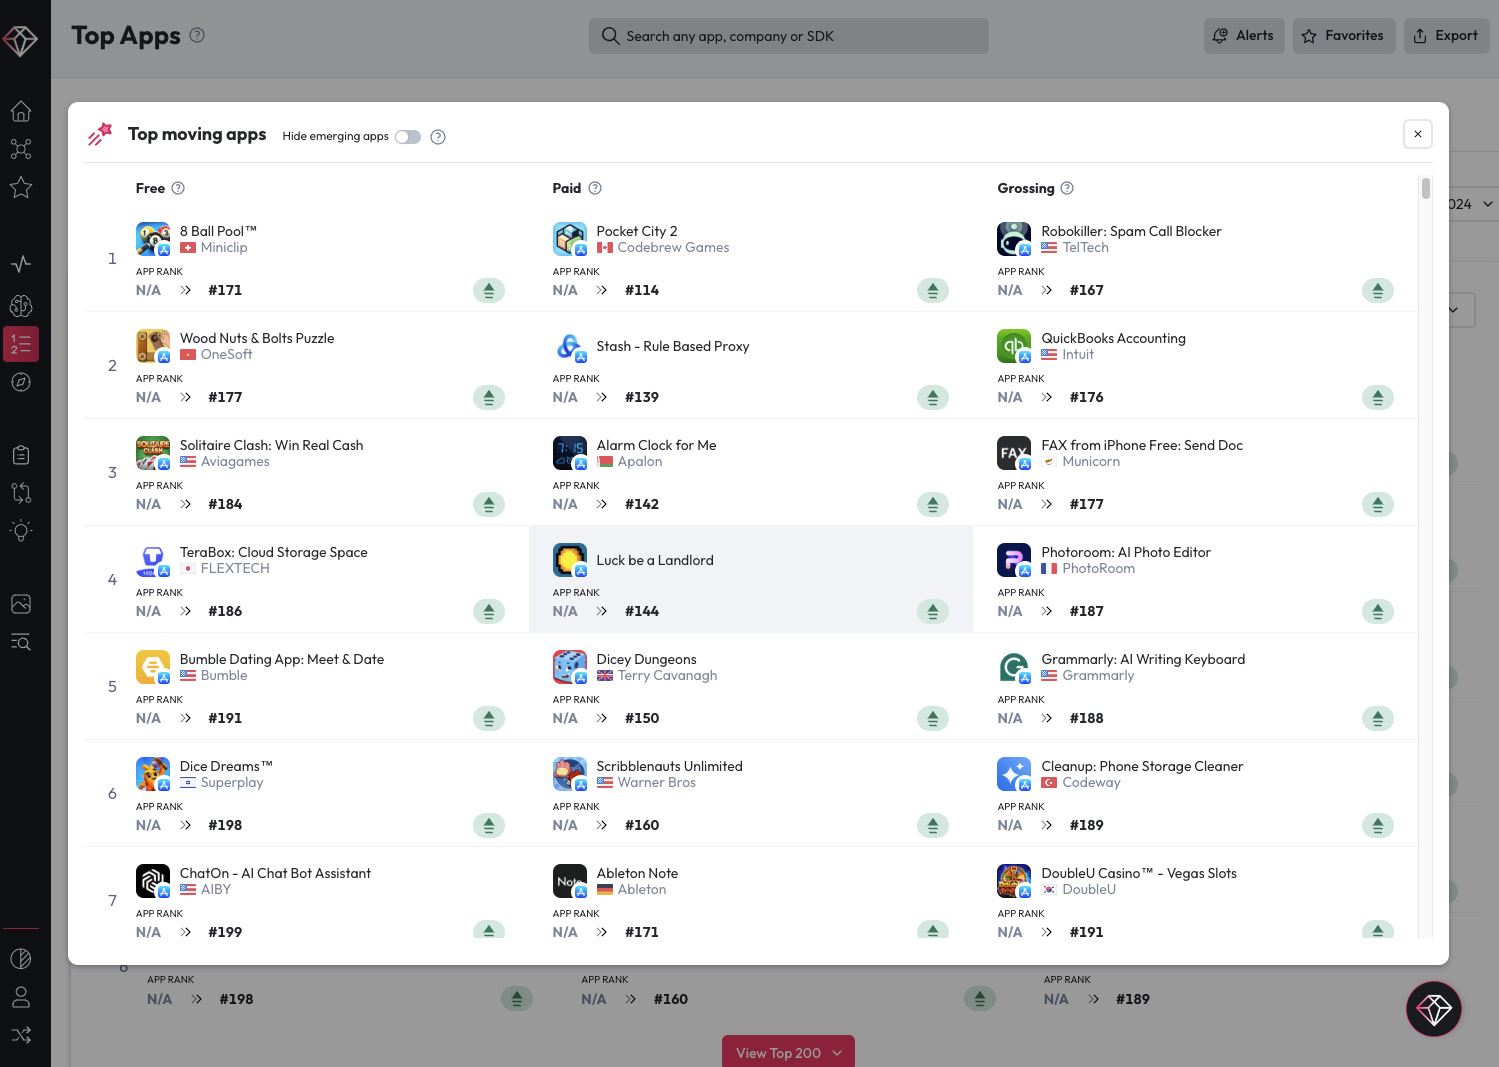 Top Apps
Search any app, company or SDK
Alerts
Favorites
Export
Top moving apps
Hide emerging apps
024
Free
Paid
Grossing
1
8 Ball Pool™
Miniclip
APP RANK
N/A
#171
Pocket City 2
Codebrew Games
APP RANK
N/A
#114
Robokiller: Spam Call Blocker
TelTech
APP RANK
N/A
#167
2
Wood Nuts & Bolts Puzzle
OneSoft
APP RANK
N/A
#177
Stash - Rule Based Proxy
APP RANK
N/A
#139
QuickBooks Accounting
Intuit
APP RANK
N/A
#176
3
Solitaire Clash: Win Real Cash
Aviagames
APP RANK
N/A
#184
Alarm Clock for Me
Apalon
APP RANK
N/A
#142
FAX
FAX from iPhone Free: Send Doc
Municorn
APP RANK
N/A
#177
4
TeraBox: Cloud Storage Space
FLEXTECH
APP RANK
N/A
#186
Luck be a Landlord
APP RANK
N/A
#144
Photoroom: AI Photo Editor
PhotoRoom
APP RANK
N/A
#187
5
Bumble Dating App: Meet & Date
Bumble
APP RANK
N/A
#191
Dicey Dungeons
Terry Cavanagh
APP RANK
N/A
#150
Grammarly: AI Writing Keyboard
Grammarly
APP RANK
N/A
#188
6
Dice Dreams™
Superplay
APP RANK
N/A
#198
Scribblenauts Unlimited
Warner Bros
APP RANK
N/A
#160
Cleanup: Phone Storage Cleaner
Codeway
APP RANK
N/A
#189
7
ChatOn - AI Chat Bot Assistant
AIBY
APP RANK
N/A
#199
Note
Ableton Note
Ableton
APP RANK
N/A
#171
DoubleU Casino™ - Vegas Slots
DoubleU
APP RANK
N/A
#191
APP RANK
N/A
#198
APP RANK
N/A
#160
APP RANK
N/A
#189
View Top 200